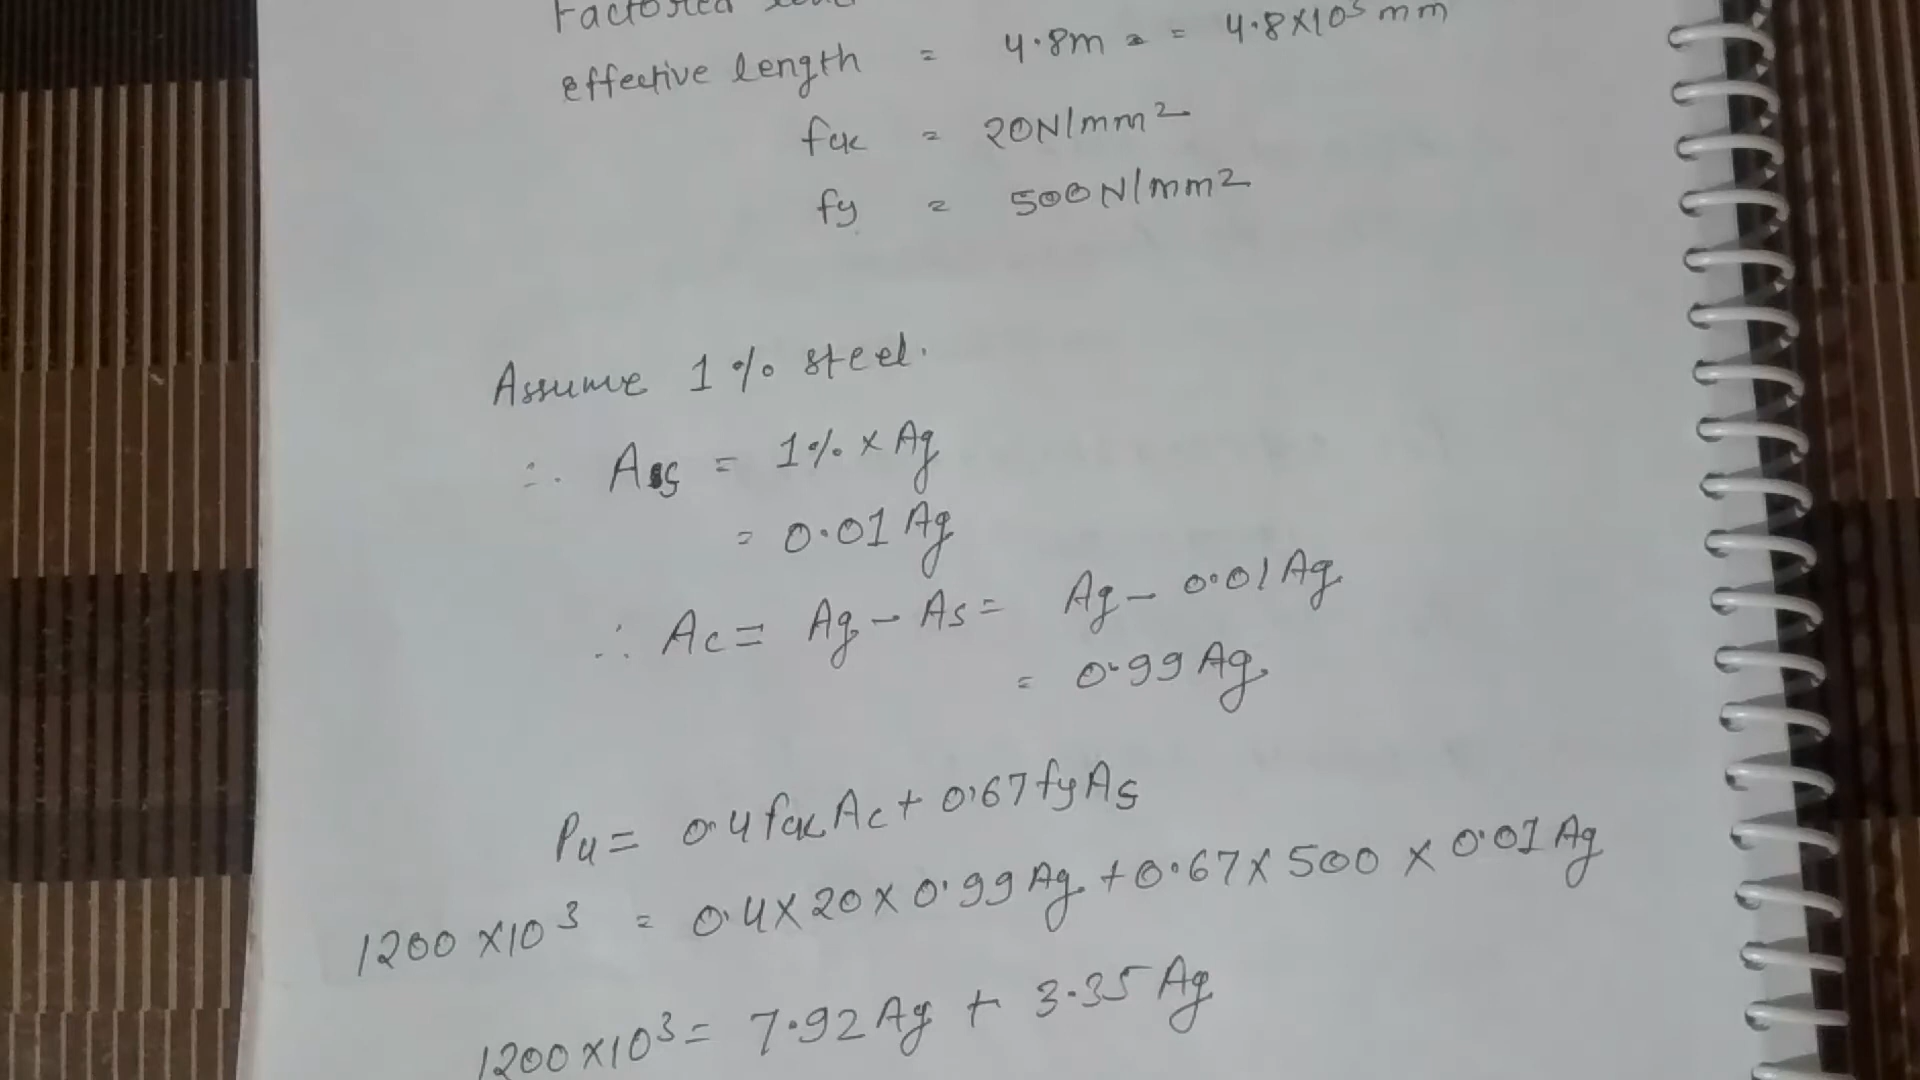 Factored
effective length = 4.8m = = 4.8×10³ mm
fck = 20N/mm²
fy = 500N/mm2
Assume 1% steel.
∴ As = 1% × Ag
= 0.01 Ag
∴ Ac = Ag - As = Ag - 0.01 Ag
= 0.99 Ag
Pu = 0.4 fck Ac + 0.67 fy As
1200 ×10³ = 0.4×20×0.99 Ag + 0.67×500×0.01 Ag
1200×10³ = 7.92 Ag + 3.35 Ag